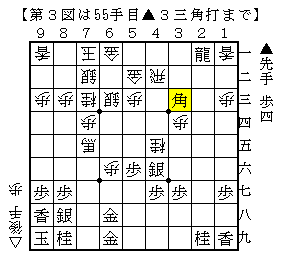 【第３図は55手目▲３三角打まで】
9 8 7 6 5 4 3 2 1
香 王 金 龍 香 一
銀 金 飛 二
歩 歩 桂 銀 歩 角 歩 三
歩 歩 四
馬 桂 五
歩 歩 銀 六
歩 歩 歩 歩 歩 七
香 銀 金 八
玉 桂 金 桂 香 九
▲先手 歩四
△後手 歩